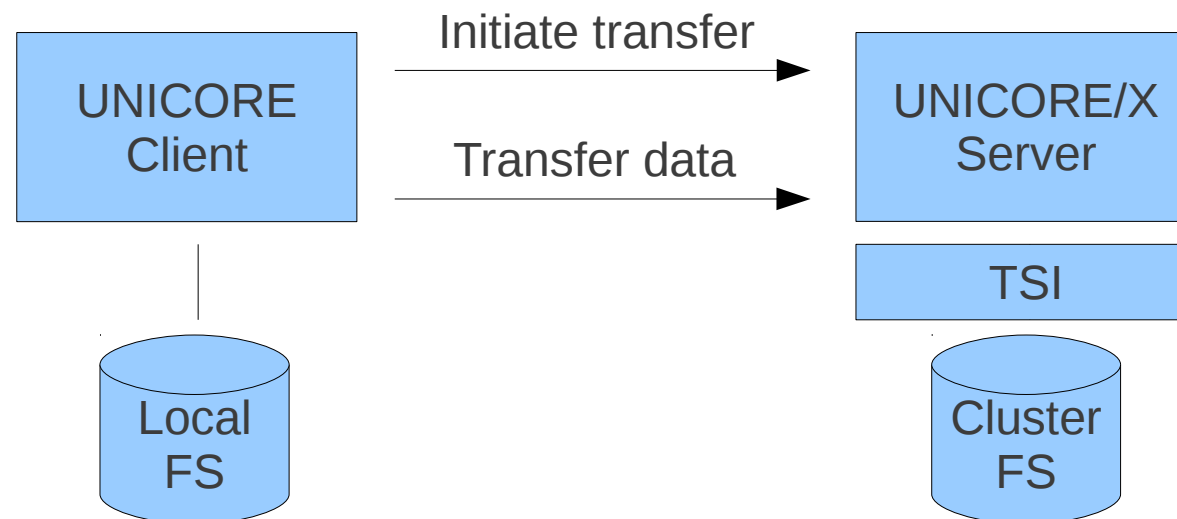 Initiate transfer
UNICORE
Client
UNICORE/X
Server
Transfer data
TSI
Local
FS
Cluster
FS